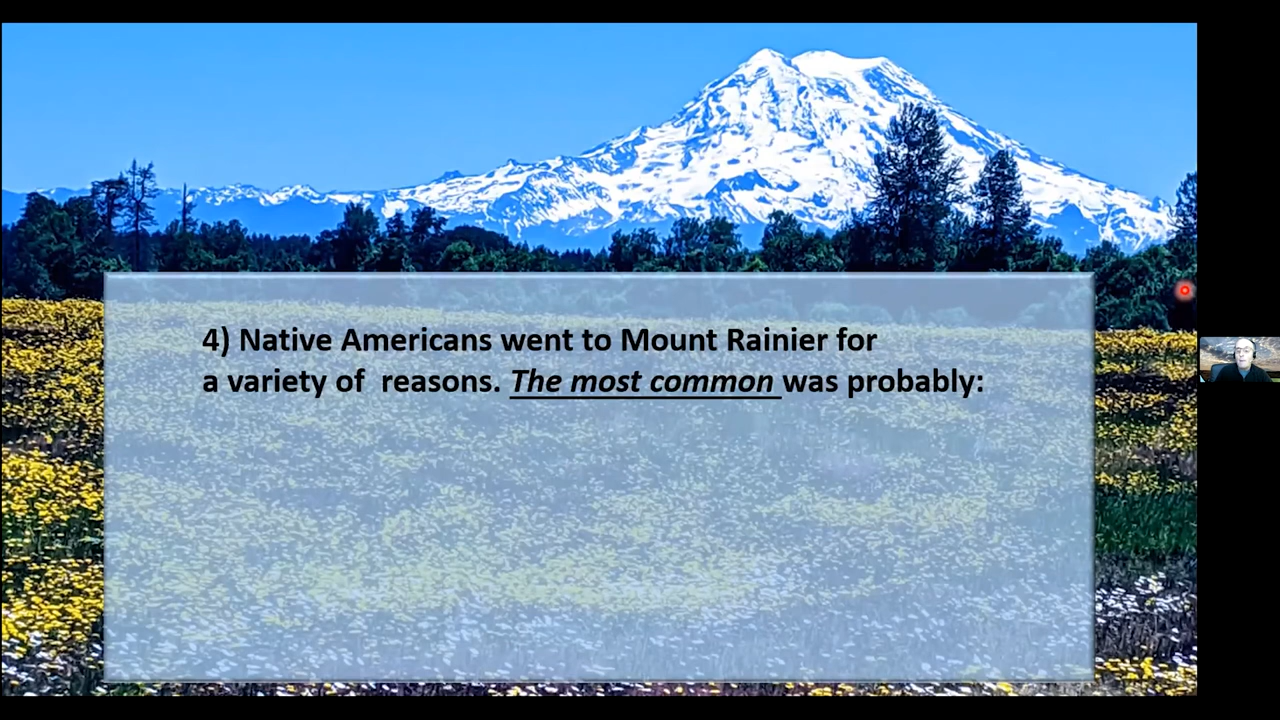 4) Native Americans went to Mount Rainier for
a variety of  reasons. The most common was probably: